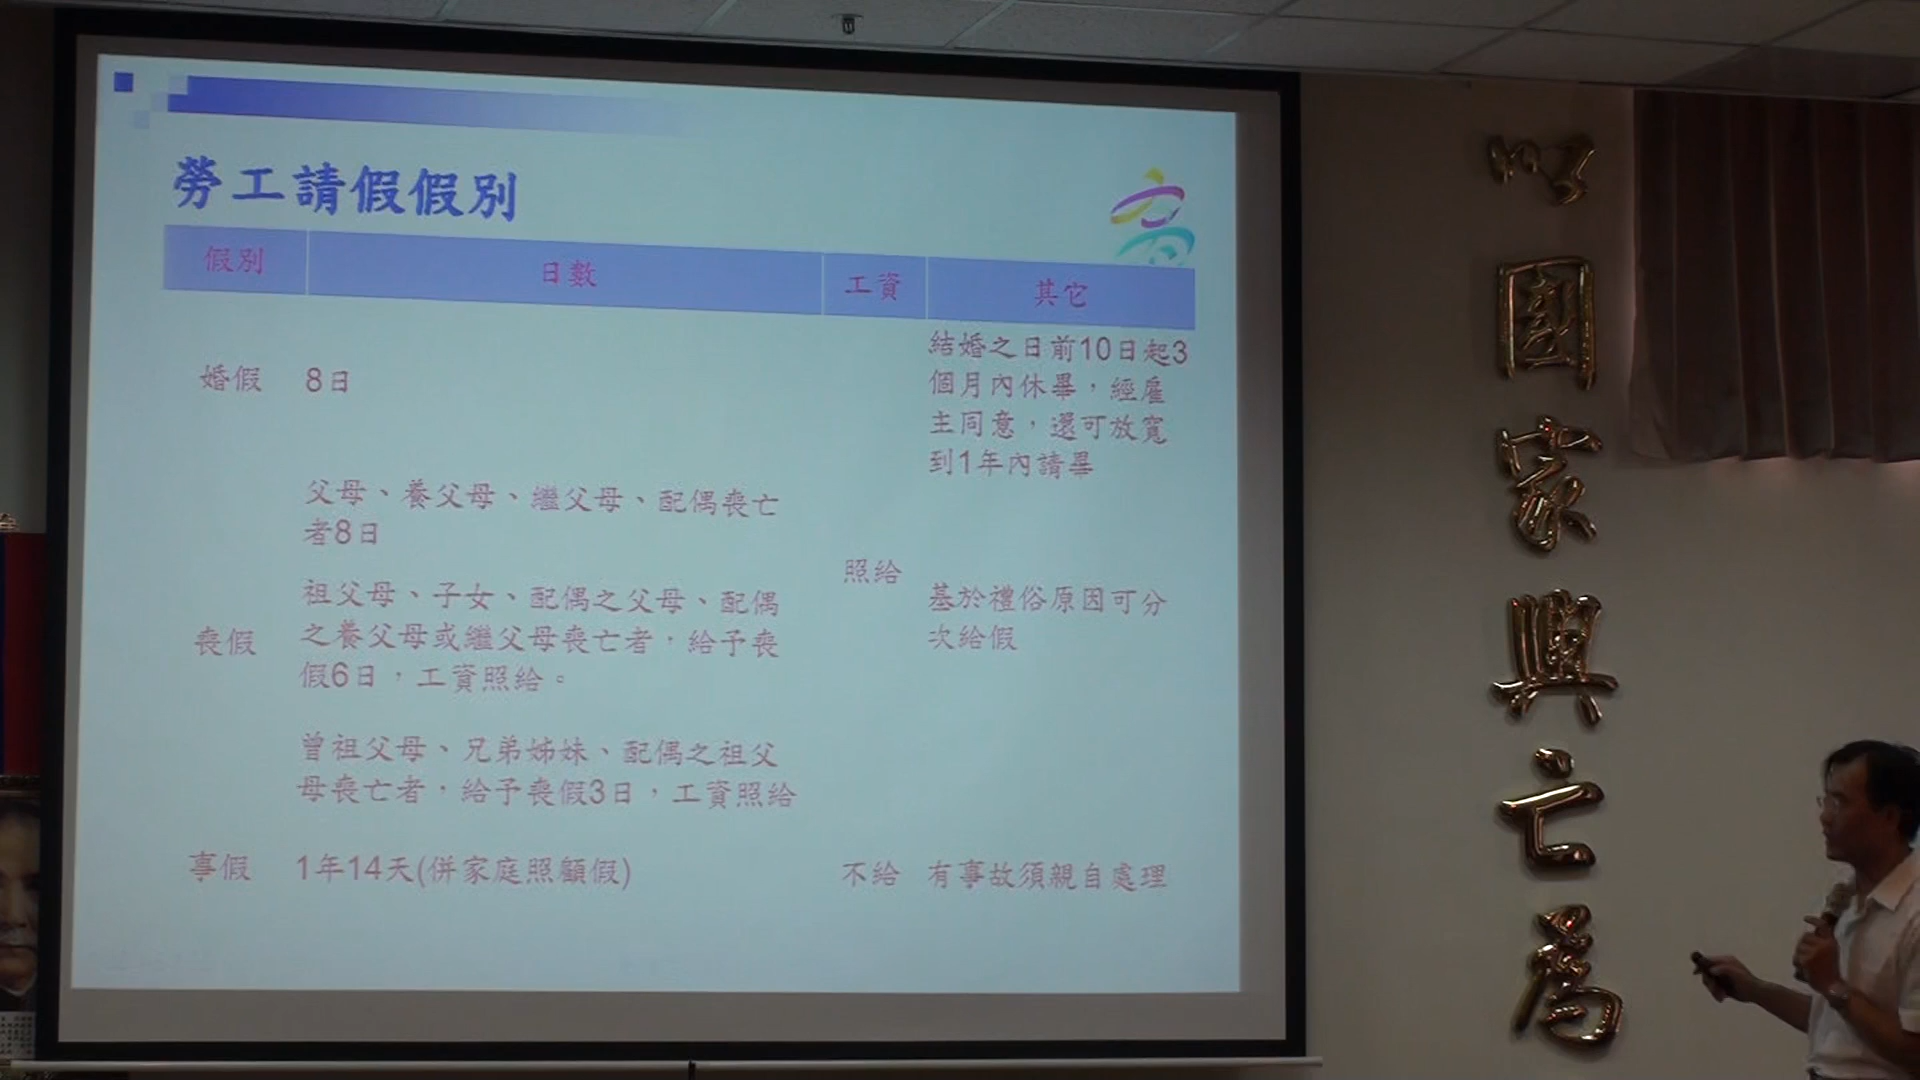 勞工請假假別
假別 日數 工資 其它
婚假 8日
結婚之日前10日起3
個月內休畢，經雇
主同意，還可放寬
到1年內請畢
喪假
父母、養父母、繼父母、配偶喪亡
者8日
祖父母、子女、配偶之父母、配偶
之養父母或繼父母喪亡者，給予喪
假6日，工資照給。
曾祖父母、兄弟姊妹、配偶之祖父
母喪亡者，給予喪假3日，工資照給
照給
基於禮俗原因可分
次給假
事假 1年14天(併家庭照顧假) 不給 有事故須親自處理
以國家興亡為